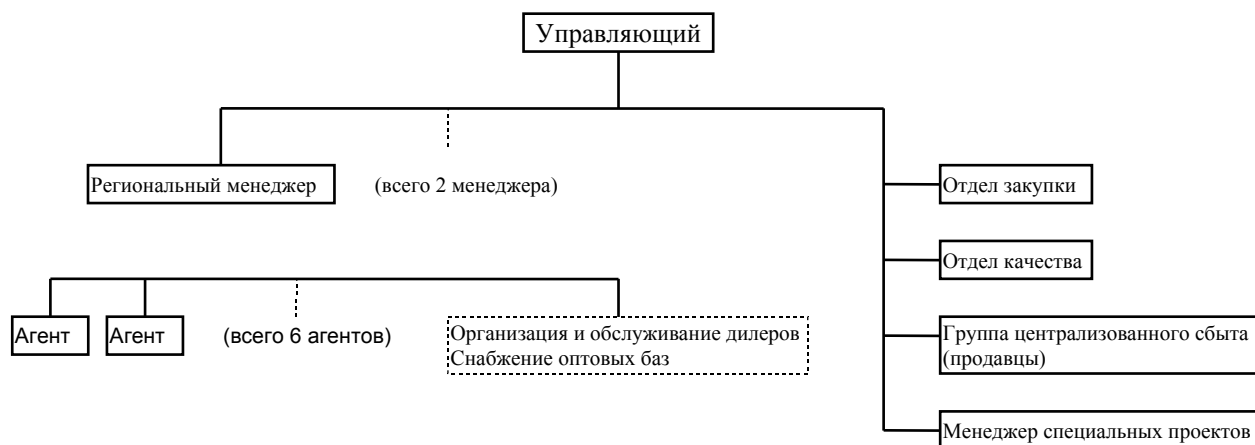 Управляющий
Региональный менеджер
(всего 2 менеджера)
Отдел закупки
Отдел качества
Агент
Агент
(всего 6 агентов)
Организация и обслуживание дилеров
Снабжение оптовых баз
Группа централизованного сбыта
(продавцы)
Менеджер специальных проектов